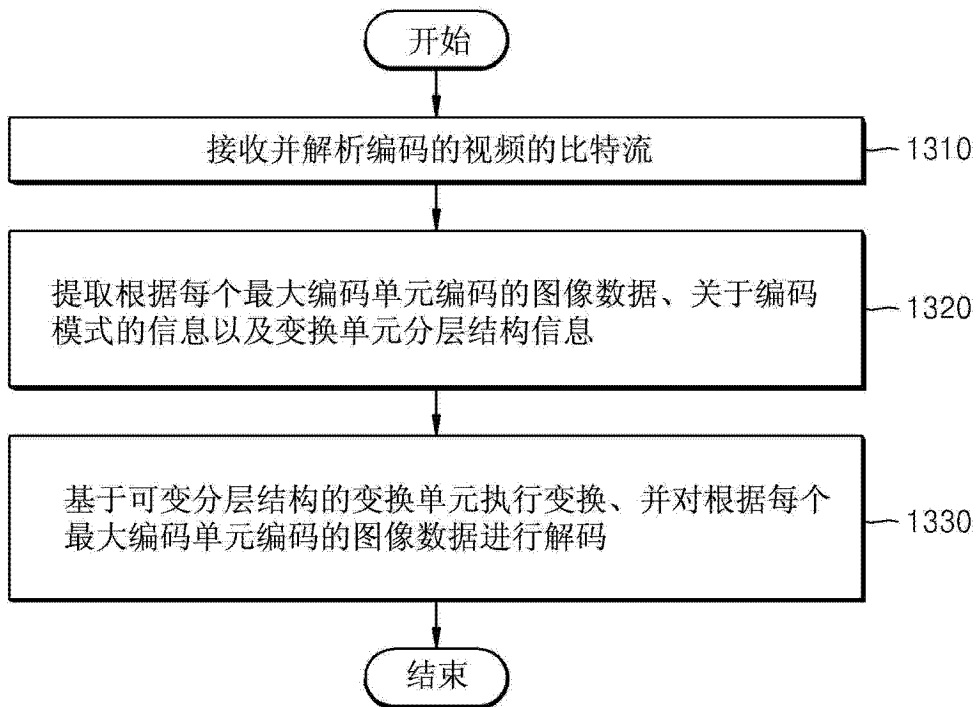 开始
接收并解析编码的视频的比特流
1310
提取根据每个最大编码单元编码的图像数据、关于编码
模式的信息以及变换单元分层结构信息
1320
基于可变分层结构的变换单元执行变换、并对根据每个
最大编码单元编码的图像数据进行解码
1330
结束